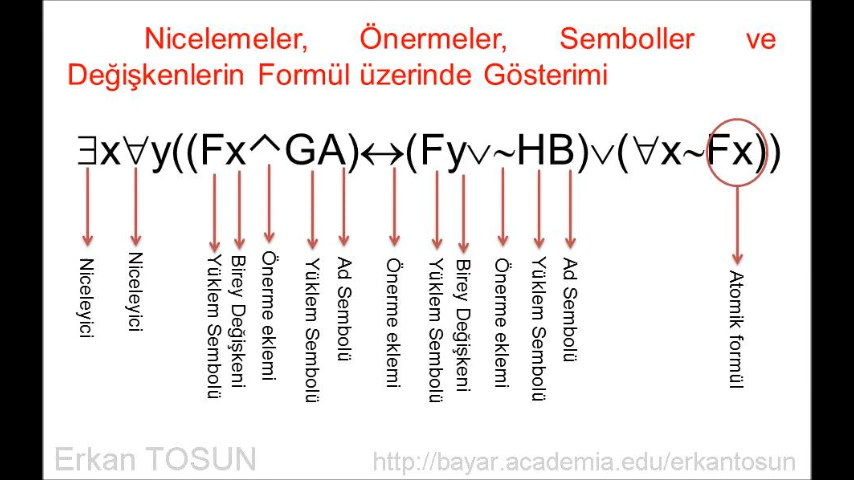 Nicelemeler, Önermeler, Semboller ve
Değişkenlerin Formül üzerinde Gösterimi
∃x∀y((Fx^GA)↔(Fy∨~HB)∨(∀x~Fx))
Niceleyici
Niceleyici
Yüklem Sembolü
Birey Değişkeni
Önerme eklemi
Yüklem Sembolü
Ad Sembolü
Önerme eklemi
Yüklem Sembolü
Birey Değişkeni
Önerme eklemi
Yüklem Sembolü
Ad Sembolü
Atomik formül
Erkan TOSUN
http://bayar.academia.edu/erkantosun